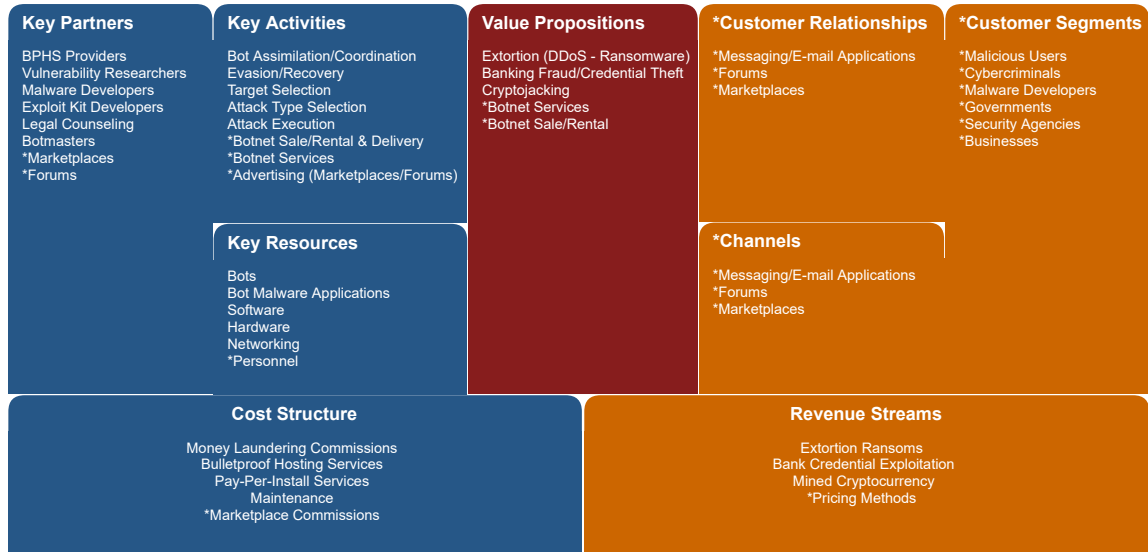 Key Partners
BPHS Providers
Vulnerability Researchers
Malware Developers
Exploit Kit Developers
Legal Counseling
Botmasters
*Marketplaces
*Forums
Key Activities
Bot Assimilation/Coordination
Evasion/Recovery
Target Selection
Attack Type Selection
Attack Execution
*Botnet Sale/Rental & Delivery
*Botnet Services
*Advertising (Marketplaces/Forums)
Key Resources
Bots
Bot Malware Applications
Software
Hardware
Networking
*Personnel
Value Propositions
Extortion (DDoS - Ransomware)
Banking Fraud/Credential Theft
Cryptojacking
*Botnet Services
*Botnet Sale/Rental
*Customer Relationships
*Messaging/E-mail Applications
*Forums
*Marketplaces
*Channels
*Messaging/E-mail Applications
*Forums
*Marketplaces
*Customer Segments
*Malicious Users
*Cybercriminals
*Malware Developers
*Governments
*Security Agencies
*Businesses
Cost Structure
Money Laundering Commissions
Bulletproof Hosting Services
Pay-Per-Install Services
Maintenance
*Marketplace Commissions
Revenue Streams
Extortion Ransoms
Bank Credential Exploitation
Mined Cryptocurrency
*Pricing Methods